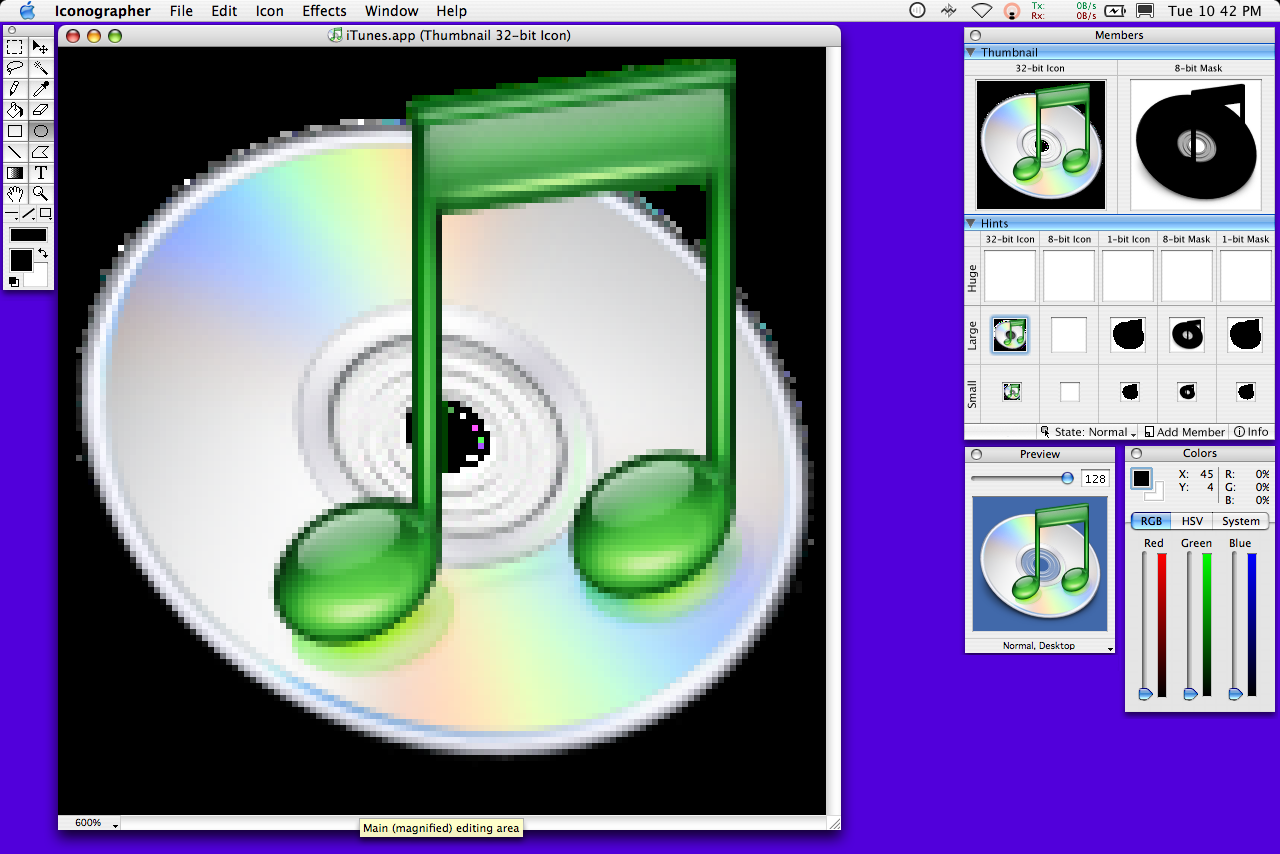 Iconographer File Edit Icon Effects Window Help
Tx: 0B/s
Rx: 0B/s
Tue 10:42 PM
iTunes.app (Thumbnail 32-bit Icon)
T
600%
Main (magnified) editing area
Members
Thumbnail
32-bit Icon 8-bit Mask
Hints
32-bit Icon 8-bit Icon 1-bit Icon 8-bit Mask 1-bit Mask
Huge
Large
Small
State: Normal Add Member Info
Preview
128
Normal, Desktop
Colors
X: 45 R: 0%
Y: 4 G: 0%
B: 0%
RGB HSV System
Red Green Blue